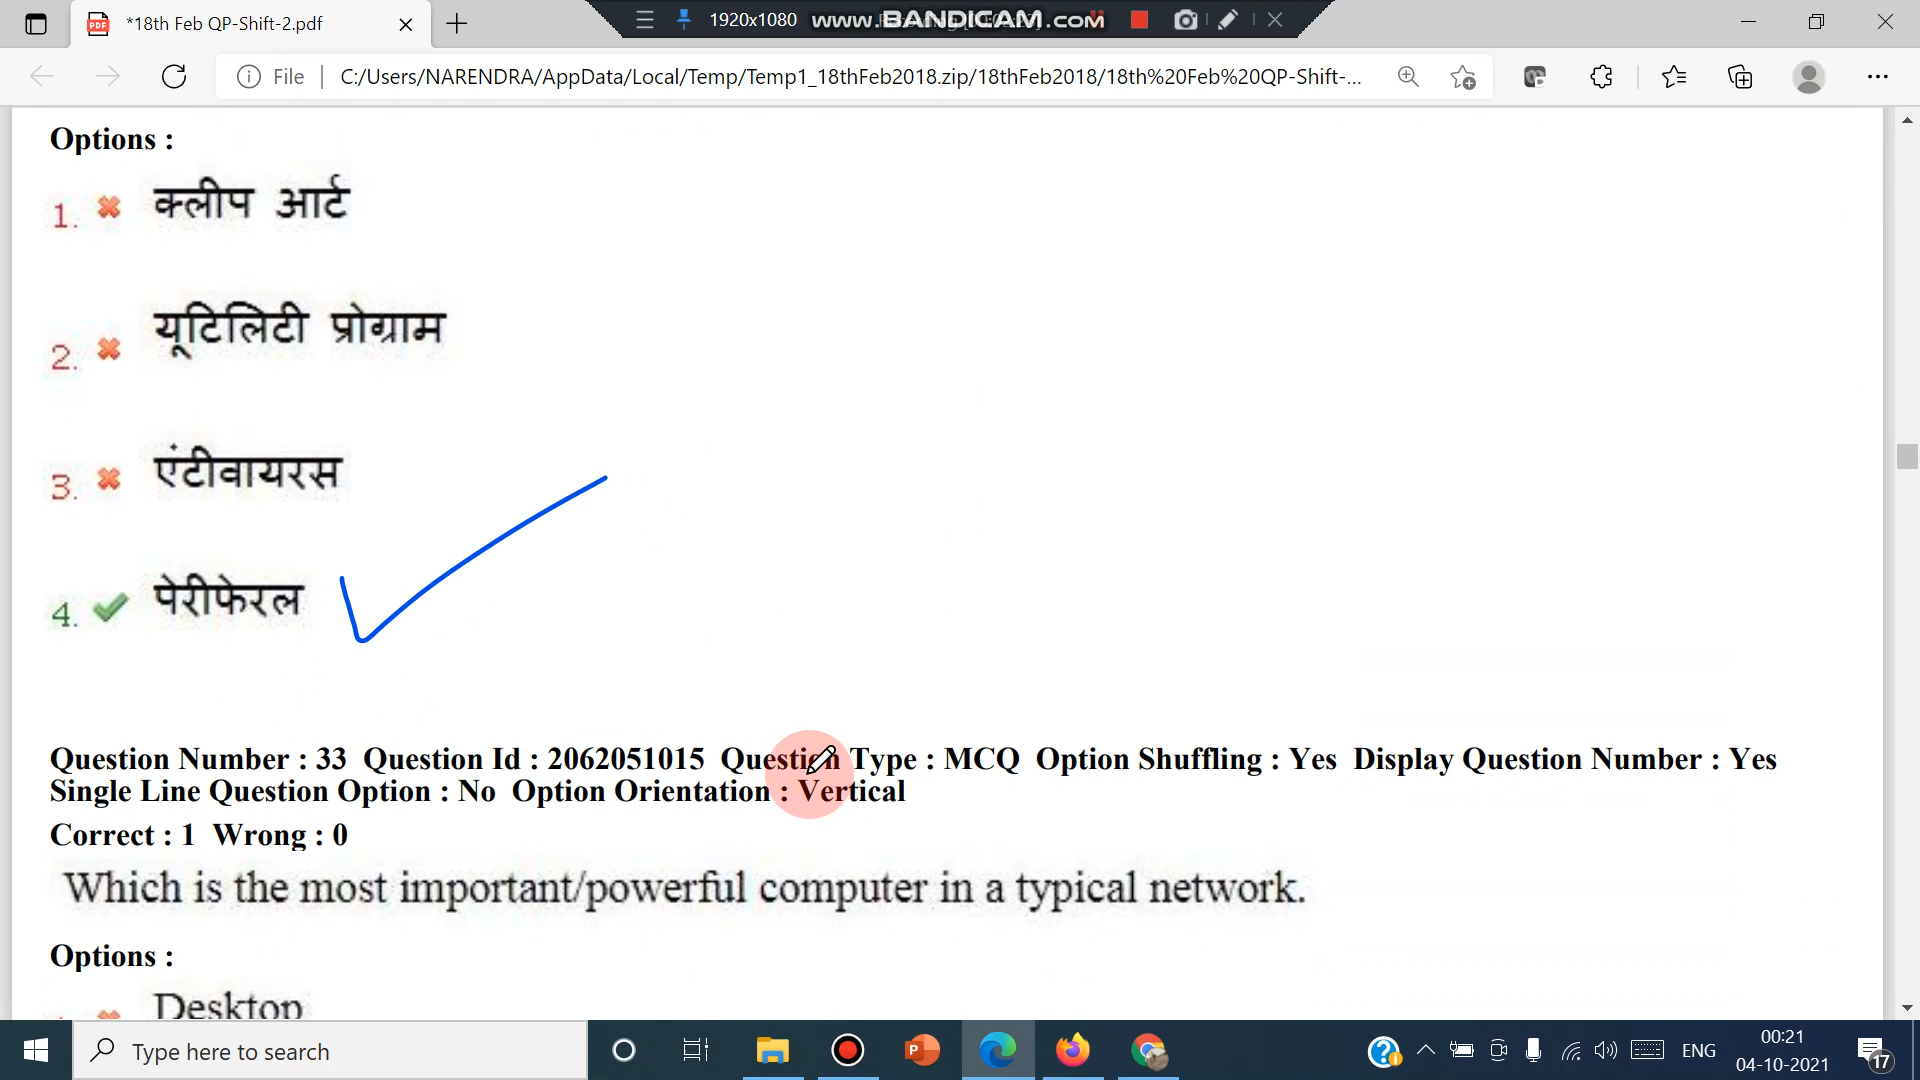 *18th Feb QP-Shift-2.pdf
1920x1080 www.BANDICAM.com
File C:/Users/NARENDRA/AppData/Local/Temp/Temp1_18thFeb2018.zip/18thFeb2018/18th%20Feb%20QP-Shift-...
Options :
1. क्लीप आर्ट
2. यूटिलिटी प्रोग्राम
3. एंटीवायरस
4. पेरीफेरल
Question Number : 33 Question Id : 2062051015 Question Type : MCQ Option Shuffling : Yes Display Question Number : Yes
Single Line Question Option : No Option Orientation : Vertical
Correct : 1 Wrong : 0
Which is the most important/powerful computer in a typical network.
Options :
Desktop
Type here to search
ENG
00:21
04-10-2021
17